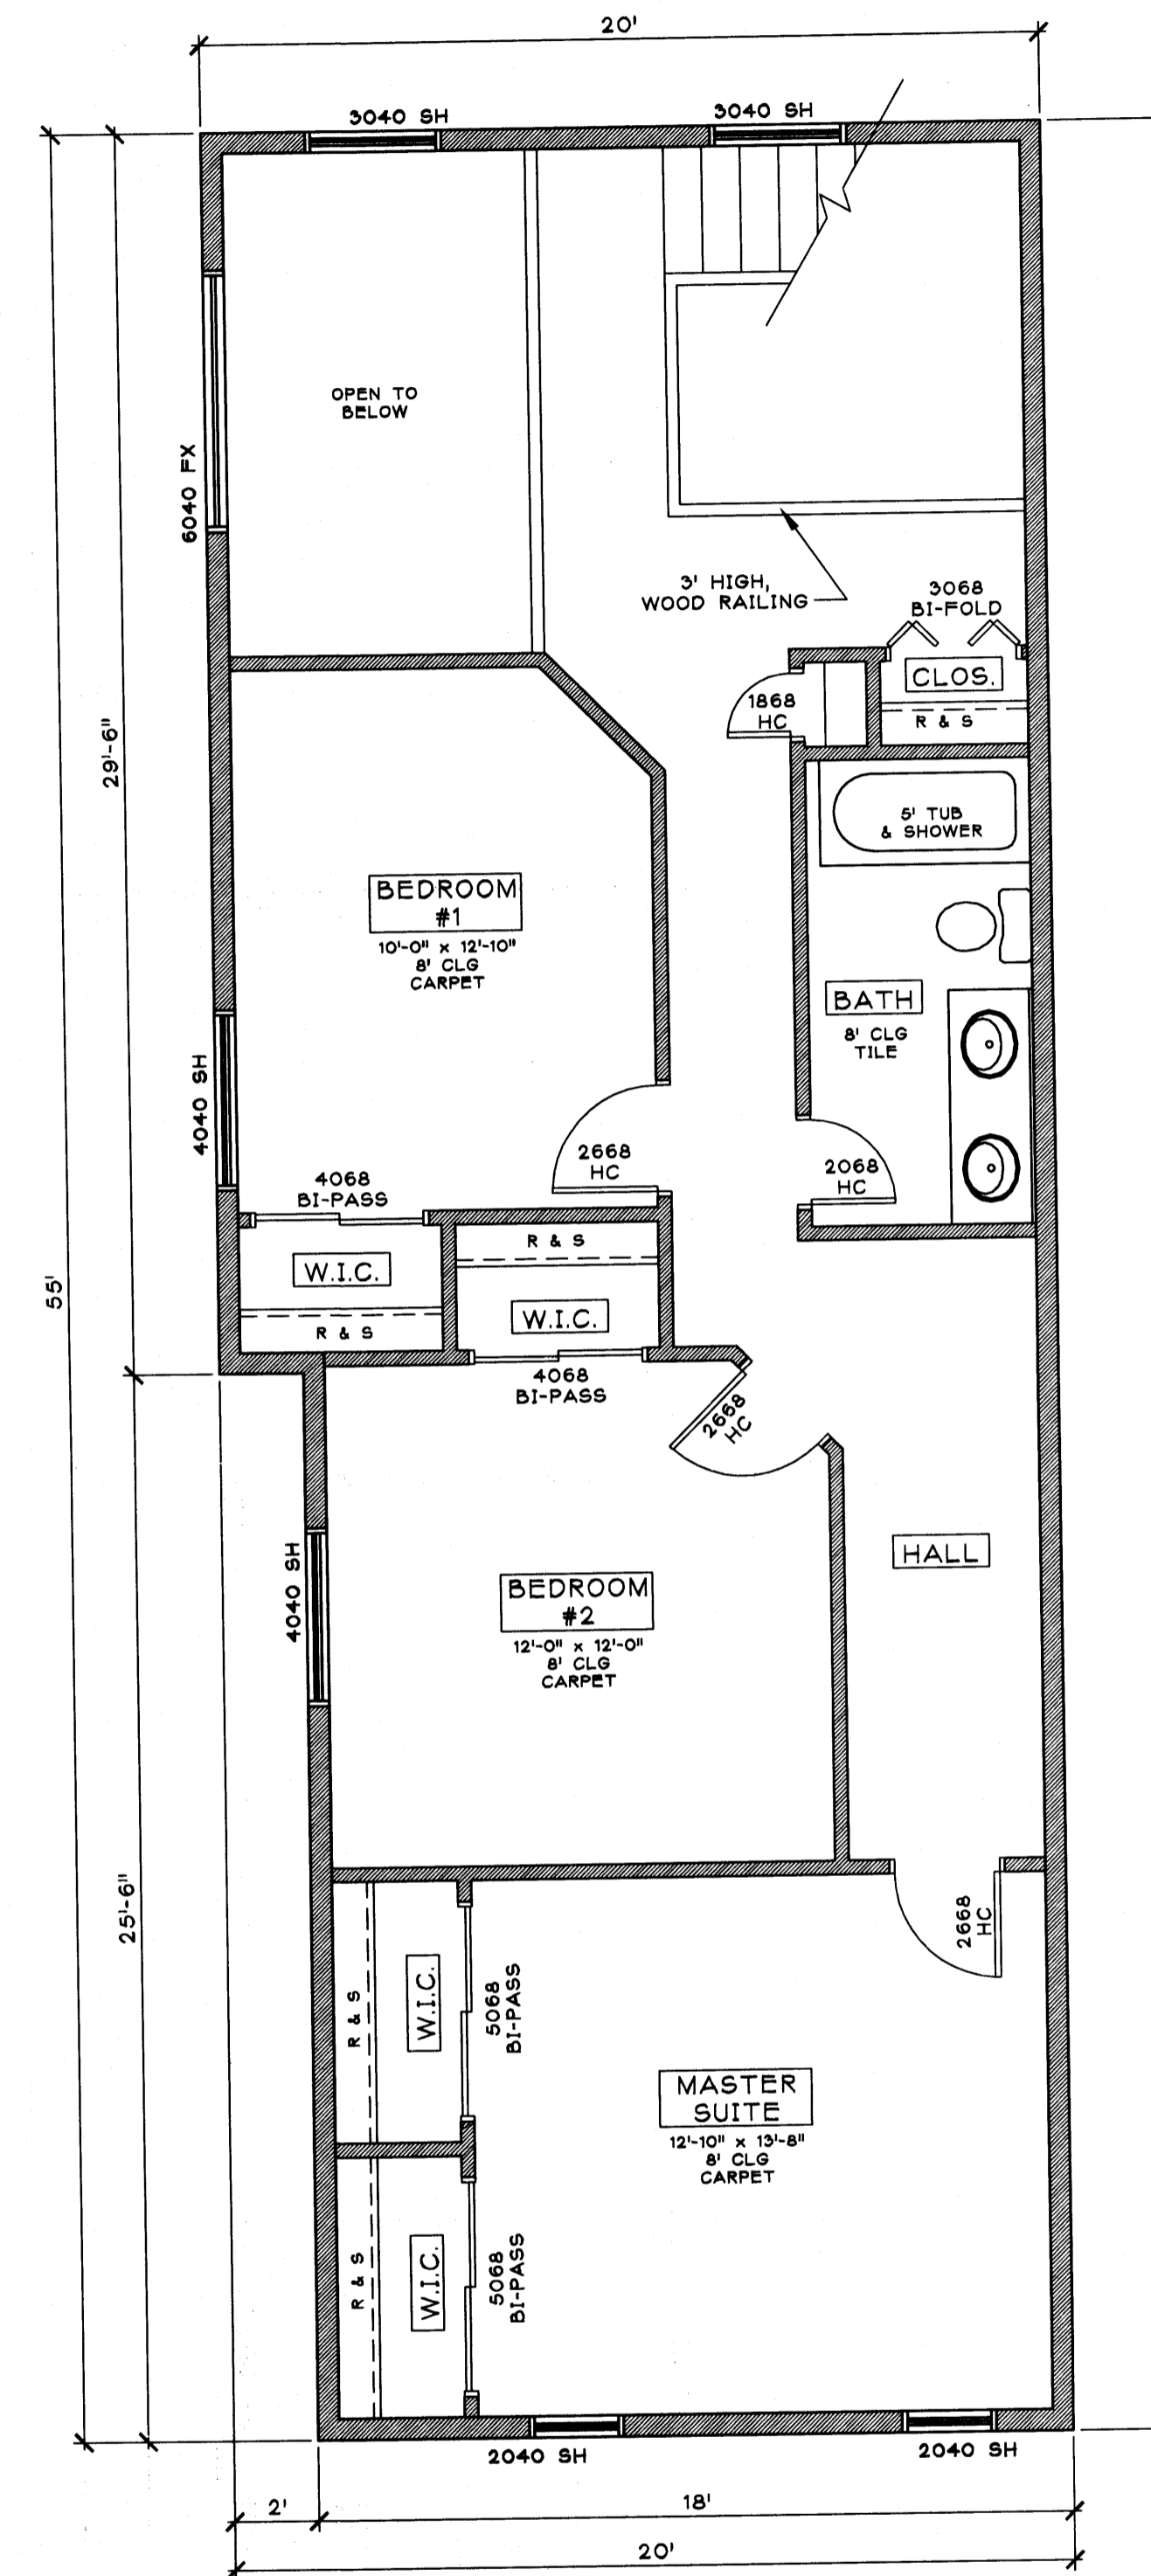 20'
3040 SH
3040 SH
OPEN TO
BELOW
6040 FX
3' HIGH,
WOOD RAILING
3068
BI-FOLD
CLOS.
R & S
1868
HC
29'-6"
5' TUB
& SHOWER
BEDROOM
#1
10'-0" x 12'-10"
8' CLG
CARPET
BATH
8' CLG
TILE
4040 SH
2668
HC
2068
HC
4068
BI-PASS
R & S
W.I.C.
W.I.C.
R & S
55'
4068
BI-PASS
2668
HC
HALL
4040 SH
BEDROOM
#2
12'-0" x 12'-0"
8' CLG
CARPET
25'-6"
2668
HC
R & S
W.I.C.
5068
BI-PASS
MASTER
SUITE
12'-10" x 13'-8"
8' CLG
CARPET
R & S
W.I.C.
5068
BI-PASS
2040 SH
2040 SH
2'
18'
20'